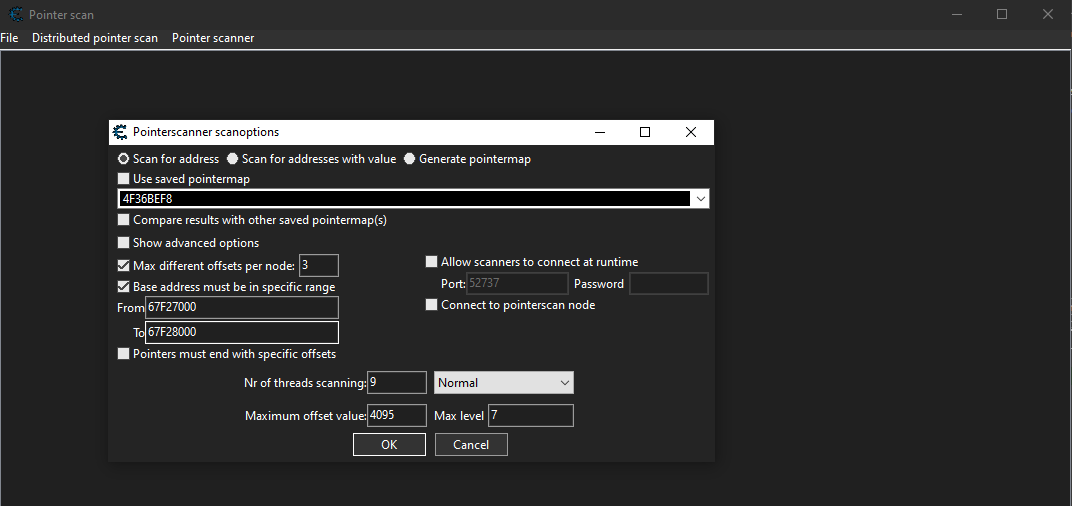 Pointer scan
File Distributed pointer scan Pointer scanner
Pointerscanner scanoptions
Scan for address Scan for addresses with value Generate pointermap
Use saved pointermap
4F36BEF8
Compare results with other saved pointermap(s)
Show advanced options
Max different offsets per node: 3
Allow scanners to connect at runtime
Base address must be in specific range
Port: 52737 Password
From 67F27000
Connect to pointerscan node
To 67F28000
Pointers must end with specific offsets
Nr of threads scanning: 9 Normal
Maximum offset value: 4095 Max level 7
OK Cancel